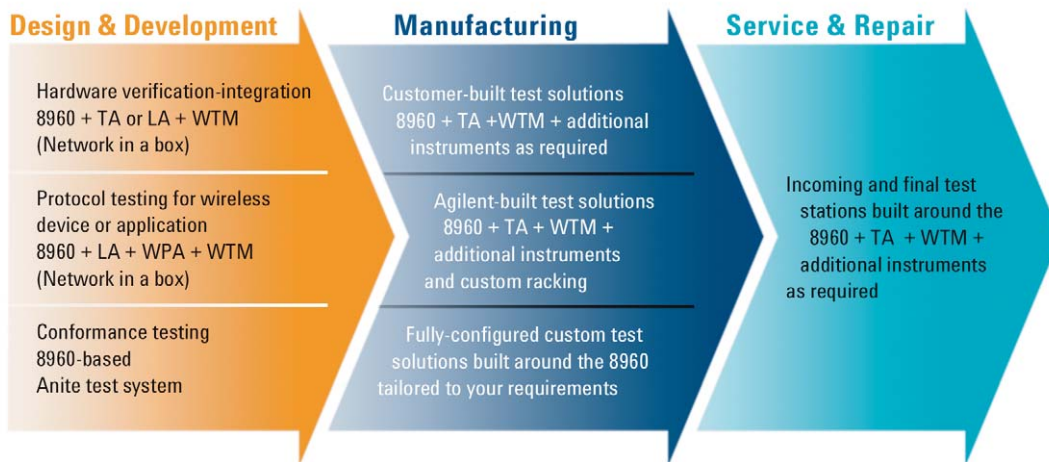 Design & Development
Hardware verification-integration
8960 + TA or LA + WTM
(Network in a box)
Protocol testing for wireless
device or application
8960 + LA + WPA + WTM
(Network in a box)
Conformance testing
8960-based
Anite test system
Manufacturing
Customer-built test solutions
8960 + TA +WTM + additional
instruments as required
Agilent-built test solutions
8960 + TA + WTM +
additional instruments
and custom racking
Fully-configured custom test
solutions built around the 8960
tailored to your requirements
Service & Repair
Incoming and final test
stations built around the
8960 + TA + WTM +
additional instruments
as required